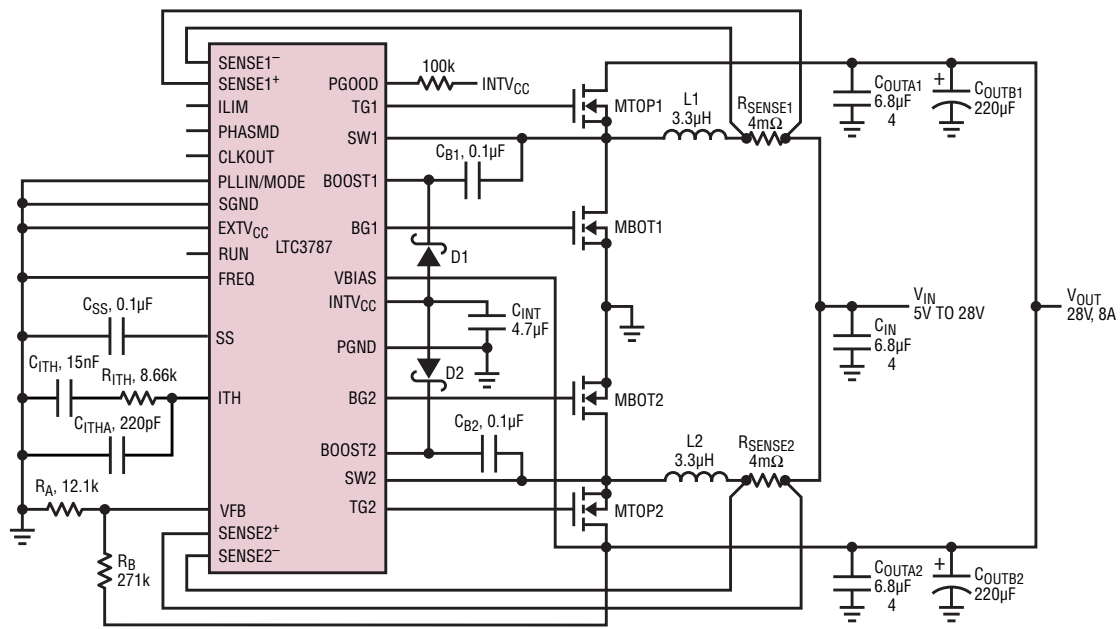 SENSE1–
SENSE1+
ILIM
PHASMD
CLKOUT
PLLIN/MODE
SGND
EXTVCC
RUN
FREQ
SS
ITH
VFB
SENSE2+
SENSE2–
LTC3787
PGOOD
TG1
SW1
BOOST1
BG1
VBIAS
INTVCC
PGND
BG2
BOOST2
SW2
TG2
100k
INTVCC
CB1, 0.1µF
D1
CINT
4.7µF
D2
CB2, 0.1µF
CSS, 0.1µF
CITH, 15nF
RITH, 8.66k
CITHA, 220pF
RA, 12.1k
RB
271k
MTOP1
MBOT1
MBOT2
MTOP2
L1
3.3µH
RSENSE1
4mΩ
L2
3.3µH
RSENSE2
4mΩ
COUTA1
6.8µF
4
+
COUTB1
220µF
VIN
5V TO 28V
CIN
6.8µF
4
VOUT
28V, 8A
COUTA2
6.8µF
4
+
COUTB2
220µF